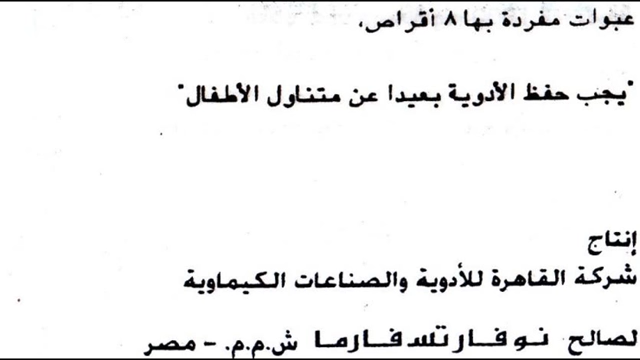 عبوات مفردة بها ٨ أقراص،
"يجب حفظ الأدوية بعيدا عن متناول الأطفال"
إنتاج
شركة القاهرة للأدوية والصناعات الكيماوية
لصالح نوفارتس فارما ش.م.م. - مصر